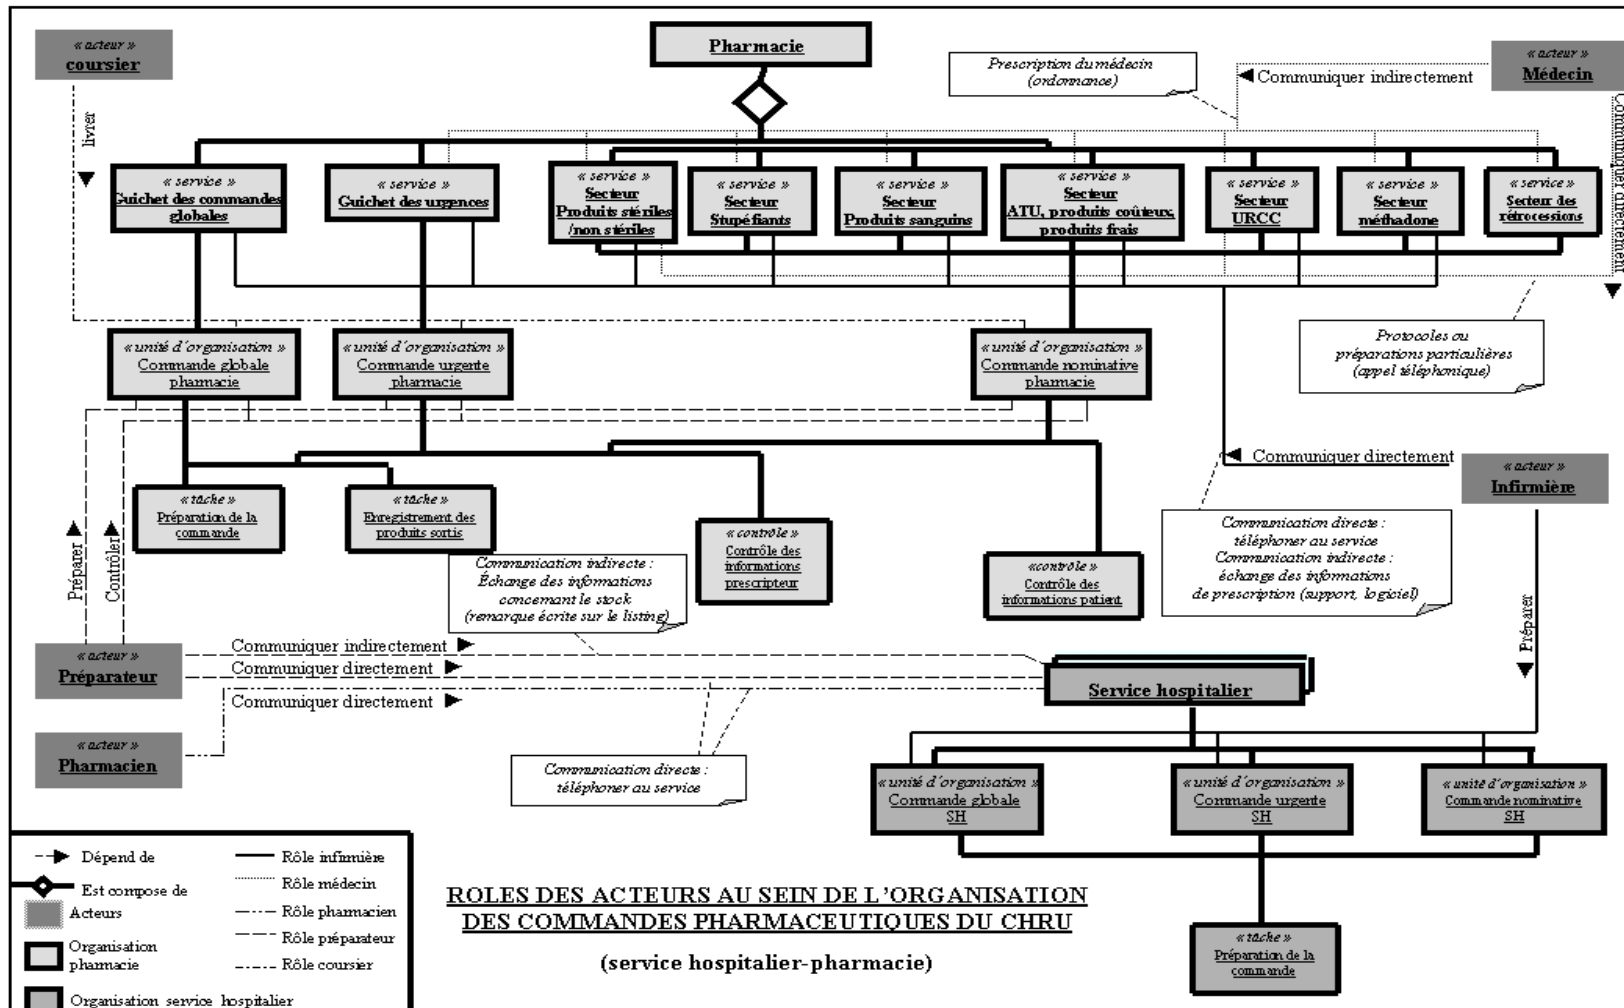 « acteur »
coursier
Pharmacie
Prescription du médecin
(ordonnance)
Communiquer indirectement
« acteur »
Médecin
Communiquer directement
livrer
« service »
Guichet des commandes
globales
« service »
Guichet des urgences
« service »
Secteur
Produits stériles
/non stériles
« service »
Secteur
Stupéfiants
« service »
Secteur
Produits sanguins
« service »
Secteur
ATU, produits coûteux,
produits frais
« service »
Secteur
URCC
« service »
Secteur
méthadone
« service »
Secteur des
rétrocessions
« unité d'organisation »
Commande globale
pharmacie
« unité d'organisation »
Commande urgente
pharmacie
« unité d'organisation »
Commande nominative
pharmacie
Protocoles ou
préparations particulières
(appel téléphonique)
Communiquer directement
« acteur »
Infirmière
« tâche »
Préparation de la
commande
« tâche »
Enregistrement des
produits sortis
« contrôle »
Contrôle des
informations
prescripteur
«contrôle »
Contrôle des
informations patient
Communication directe :
téléphoner au service
Communication indirecte :
échange des informations
de prescription (support, logiciel)
Communication indirecte :
Échange des informations
concernant le stock
(remarque écrite sur le listing)
Préparer
Contrôler
Préparer
« acteur »
Préparateur
Communiquer indirectement
Communiquer directement
Communiquer directement
Service hospitalier
« acteur »
Pharmacien
Communication directe :
téléphoner au service
« unité d'organisation »
Commande globale
SH
« unité d'organisation »
Commande urgente
SH
« unité d'organisation »
Commande nominative
SH
« tâche »
Préparation de la
commande
Dépend de
Est compose de
Acteurs
Organisation
pharmacie
Organisation service hospitalier
Rôle infirmière
Rôle médecin
Rôle pharmacien
Rôle préparateur
Rôle coursier
ROLES DES ACTEURS AU SEIN DE L'ORGANISATION
DES COMMANDES PHARMACEUTIQUES DU CHRU
(service hospitalier-pharmacie)